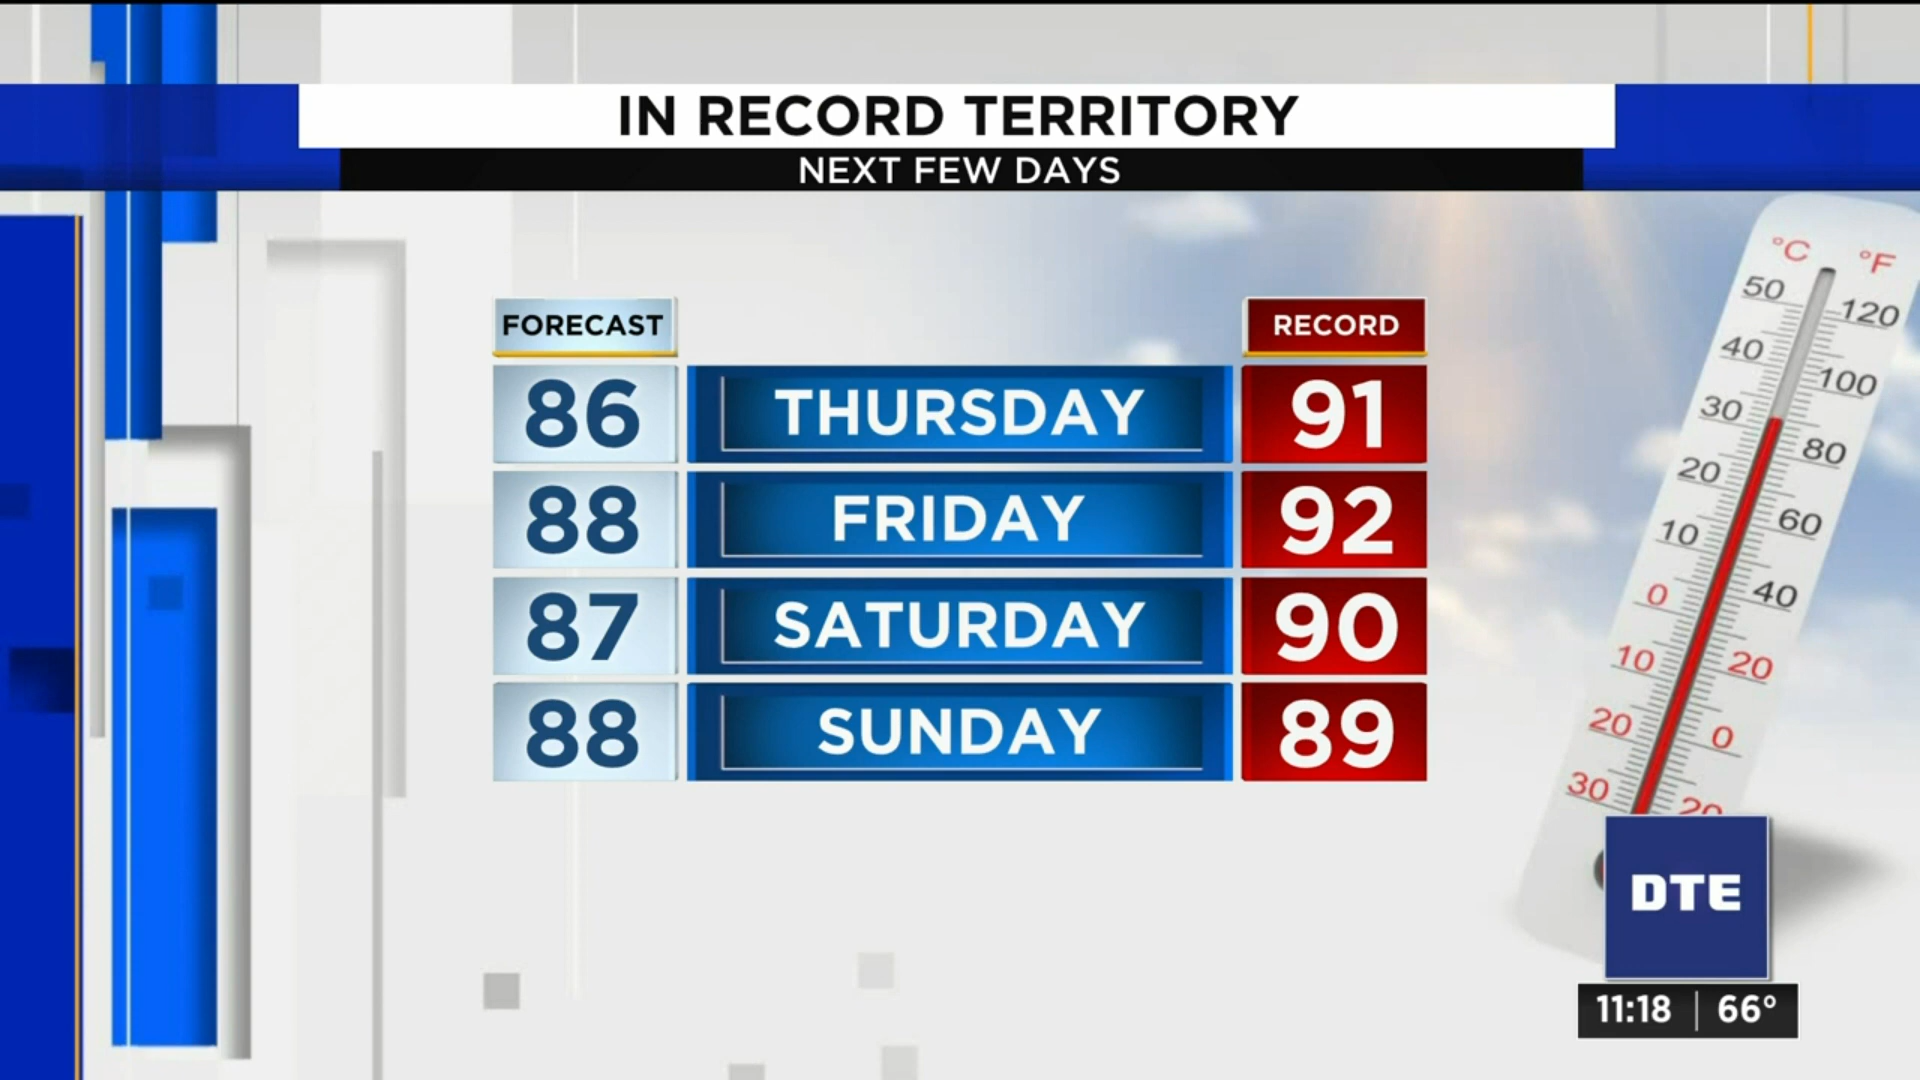 IN RECORD TERRITORY
NEXT FEW DAYS
FORECAST RECORD
86 THURSDAY 91
88 FRIDAY 92
87 SATURDAY 90
88 SUNDAY 89
°C °F
50 120
40 100
30 80
20 60
10 40
0 20
10 0
20 20
30
DTE
11:18 66°